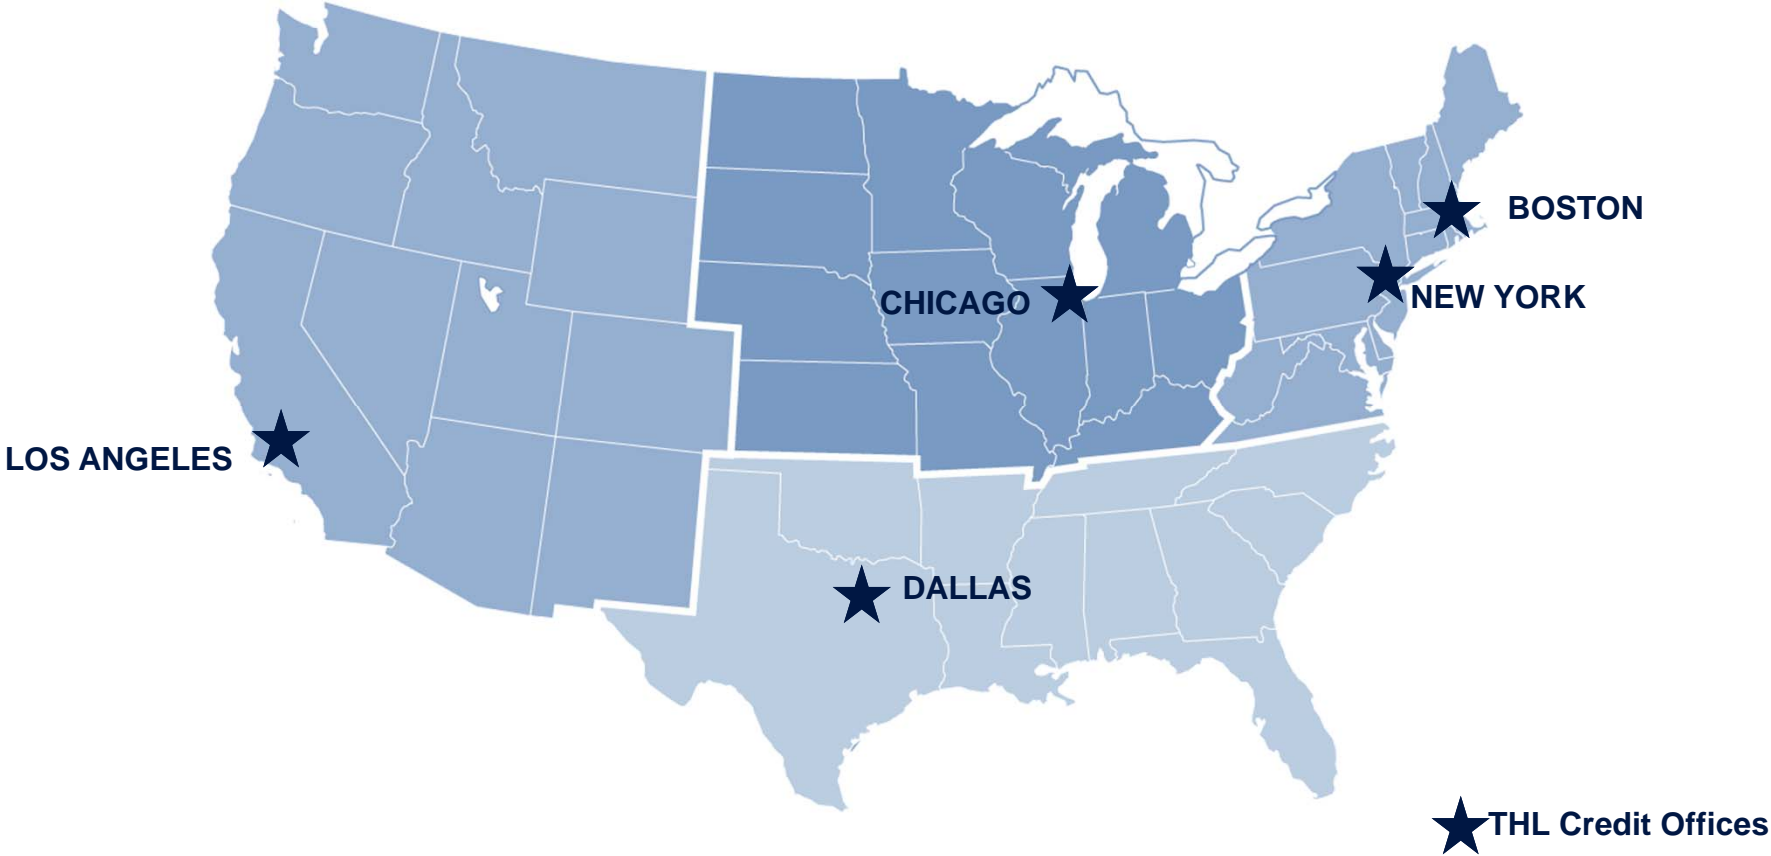 BOSTON
NEW YORK
CHICAGO
LOS ANGELES
DALLAS
THL Credit Offices